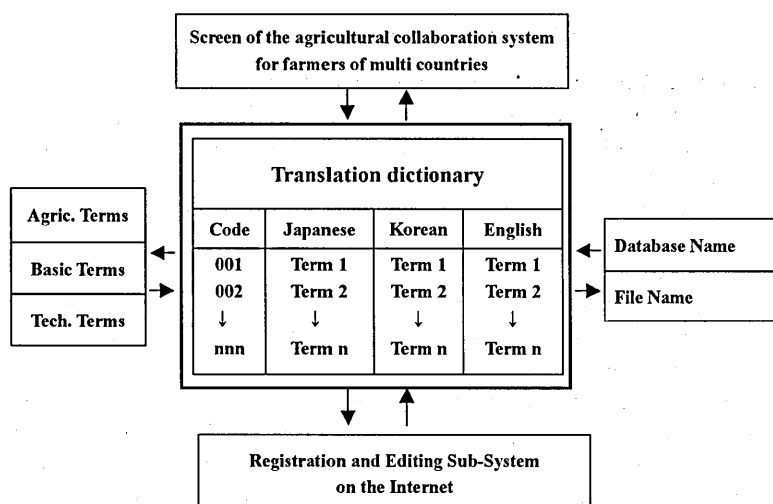 Screen of the agricultural collaboration system
for farmers of multi countries
Translation dictionary
Code Japanese Korean English
001 Term 1 Term 1 Term 1
002 Term 2 Term 2 Term 2
↓ ↓ ↓ ↓
nnn Term n Term n Term n
Agric. Terms
Basic Terms
Tech. Terms
Database Name
File Name
Registration and Editing Sub-System
on the Internet